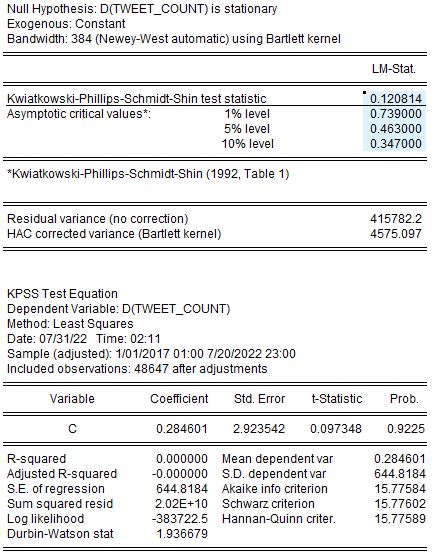 Null Hypothesis: D(TWEET_COUNT) is stationary
Exogenous: Constant
Bandwidth: 384 (Newey-West automatic) using Bartlett kernel
LM-Stat.
Kwiatkowski-Phillips-Schmidt-Shin test statistic 0.120814
Asymptotic critical values*: 1% level 0.739000
5% level 0.463000
10% level 0.347000
*Kwiatkowski-Phillips-Schmidt-Shin (1992, Table 1)
Residual variance (no correction) 415782.2
HAC corrected variance (Bartlett kernel) 4575.097
KPSS Test Equation
Dependent Variable: D(TWEET_COUNT)
Method: Least Squares
Date: 07/31/22 Time: 02:11
Sample (adjusted): 1/01/2017 01:00 7/20/2022 23:00
Included observations: 48647 after adjustments
Variable Coefficient Std. Error t-Statistic Prob.
C 0.284601 2.923542 0.097348 0.9225
R-squared 0.000000 Mean dependent var 0.284601
Adjusted R-squared -0.000000 S.D. dependent var 644.8184
S.E. of regression 644.8184 Akaike info criterion 15.77584
Sum squared resid 2.02E+10 Schwarz criterion 15.77602
Log likelihood -383722.5 Hannan-Quinn criter. 15.77589
Durbin-Watson stat 1.936679